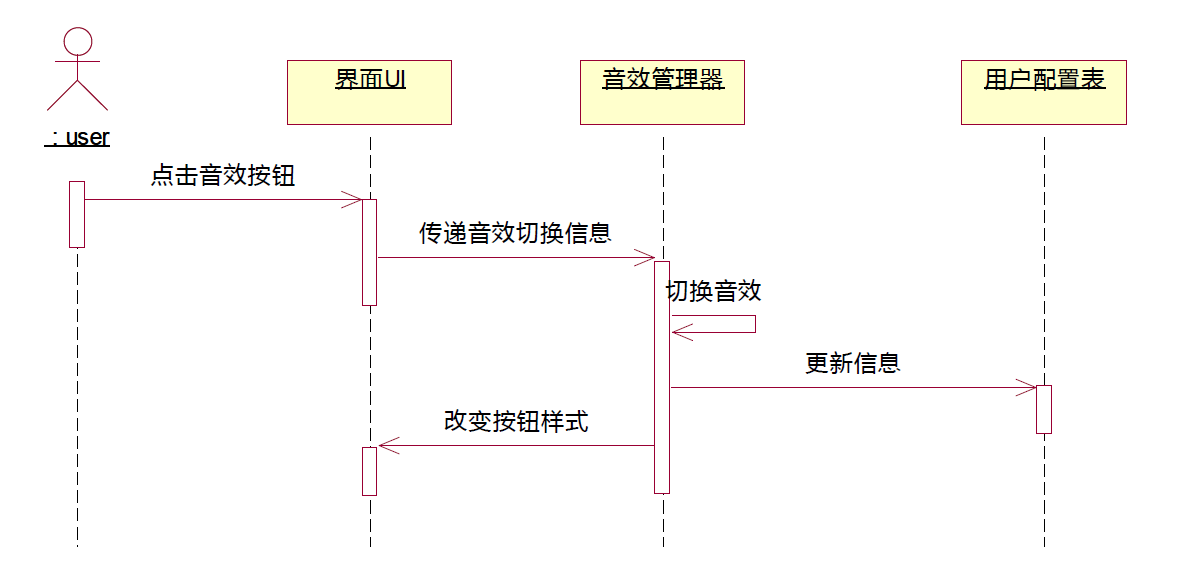 界面UI
音效管理器
用户配置表
: user
点击音效按钮
传递音效切换信息
切换音效
更新信息
改变按钮样式